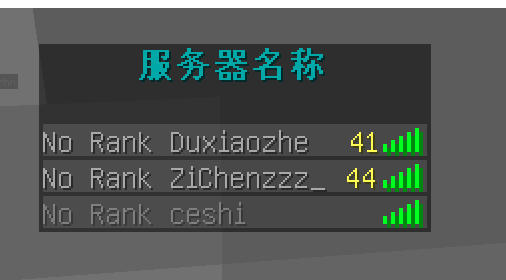 服务器名称
No Rank Duxiaozhe 41
No Rank ZiChenzzz_ 44
No Rank ceshi